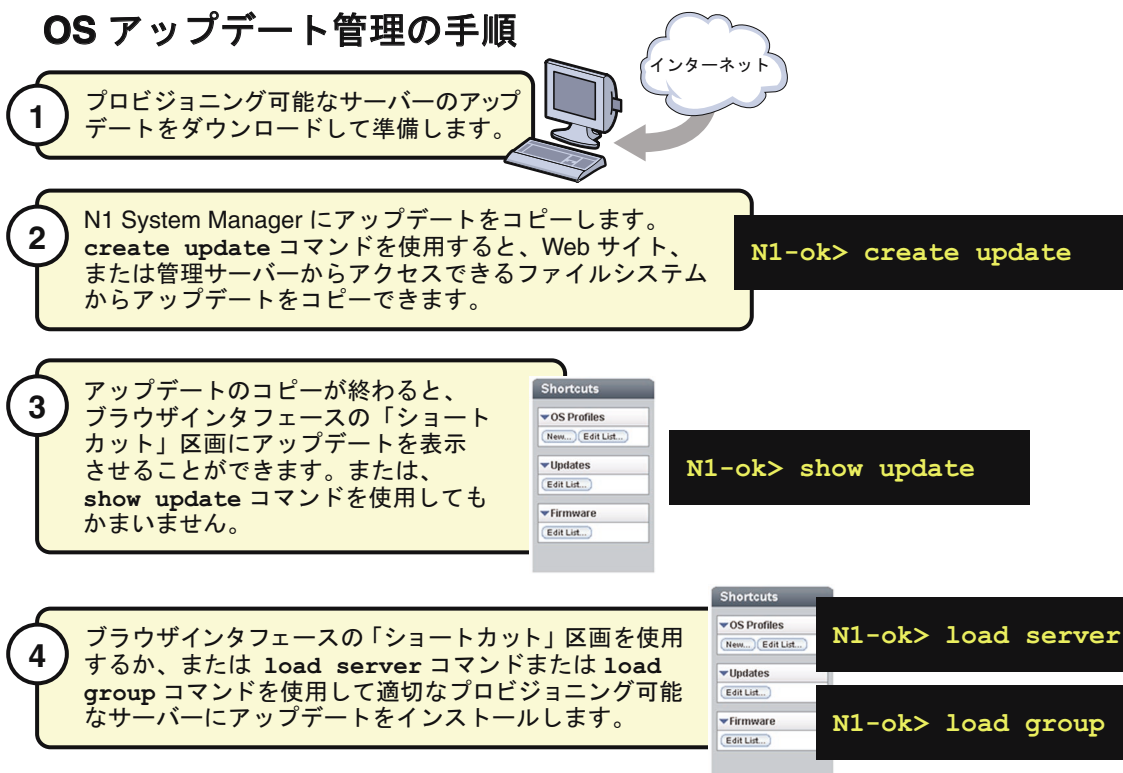 OS アップデート管理の手順
インターネット
1
プロビジョニング可能なサーバーのアップ
デートをダウンロードして準備します。
2
N1 System Manager にアップデートをコピーします。
create update コマンドを使用すると、Web サイト、
または管理サーバーからアクセスできるファイルシステム
からアップデートをコピーできます。
N1-ok> create update
3
アップデートのコピーが終わると、
ブラウザインタフェースの「ショート
カット」区画にアップデートを表示
させることができます。または、
show update コマンドを使用しても
かまいません。
Shortcuts
OS Profiles
New... Edit List...
Updates
Edit List...
Firmware
Edit List...
N1-ok> show update
4
ブラウザインタフェースの「ショートカット」区画を使用
するか、または load server コマンドまたは load
group コマンドを使用して適切なプロビジョニング可能
なサーバーにアップデートをインストールします。
Shortcuts
OS Profiles
New... Edit List...
Updates
Edit List...
Firmware
Edit List...
N1-ok> load server
N1-ok> load group